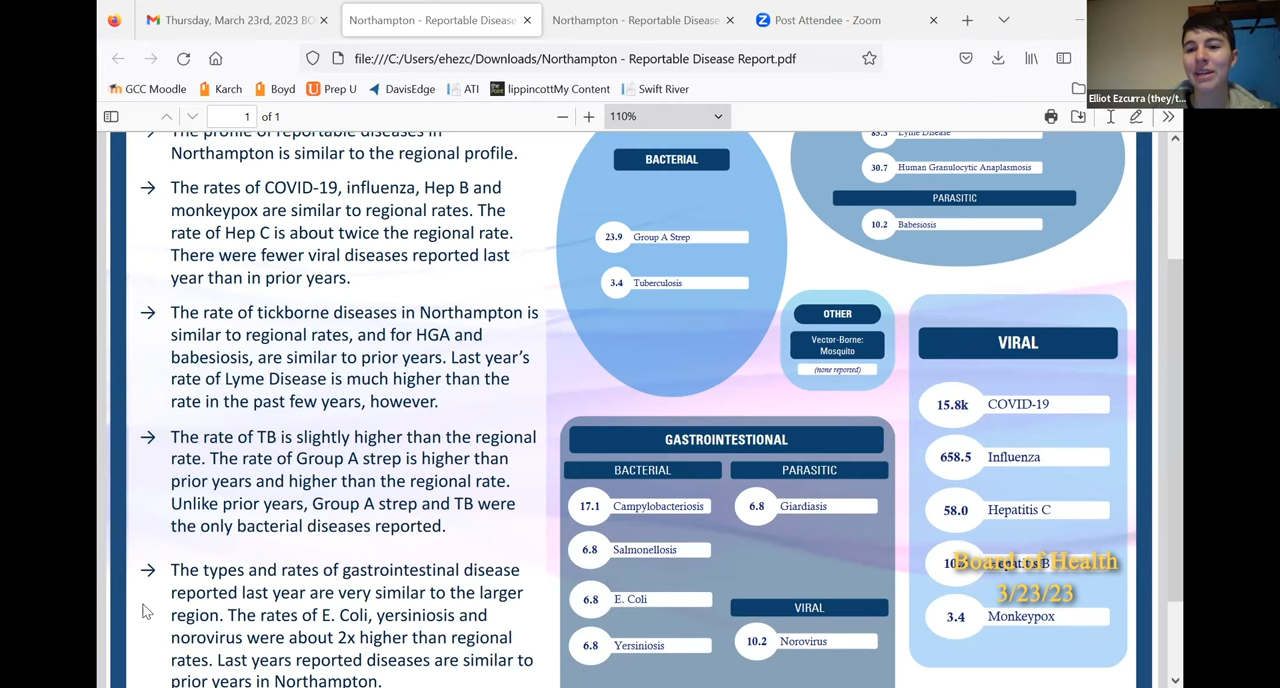 Thursday, March 23rd, 2023 BO
Northampton - Reportable Disease
Northampton - Reportable Disease
Post Attendee - Zoom
file:///C:/Users/ehezc/Downloads/Northampton - Reportable Disease Report.pdf
GCC Moodle
Karch
Boyd
Prep U
DavisEdge
ATI
lippincottMy Content
Swift River
1 of 1
110%
Elliot Ezcurra (they/t...
The profile of reportable diseases in
Northampton is similar to the regional profile.
The rates of COVID-19, influenza, Hep B and
monkeypox are similar to regional rates. The
rate of Hep C is about twice the regional rate.
There were fewer viral diseases reported last
year than in prior years.
The rate of tickborne diseases in Northampton is
similar to regional rates, and for HGA and
babesiosis, are similar to prior years. Last year's
rate of Lyme Disease is much higher than the
rate in the past few years, however.
The rate of TB is slightly higher than the regional
rate. The rate of Group A strep is higher than
prior years and higher than the regional rate.
Unlike prior years, Group A strep and TB were
the only bacterial diseases reported.
The types and rates of gastrointestinal disease
reported last year are very similar to the larger
region. The rates of E. Coli, yersiniosis and
norovirus were about 2x higher than regional
rates. Last years reported diseases are similar to
prior years in Northampton.
BACTERIAL
23.9 Group A Strep
3.4 Tuberculosis
Lyme Disease
30.7 Human Granulocytic Anaplasmosis
PARASITIC
10.2 Babesiosis
OTHER
Vector-Borne:
Mosquito
(none reported)
GASTROINTESTIONAL
BACTERIAL
17.1 Campylobacteriosis
6.8 Salmonellosis
6.8 E. Coli
6.8 Yersiniosis
PARASITIC
6.8 Giardiasis
VIRAL
10.2 Norovirus
VIRAL
15.8k COVID-19
658.5 Influenza
58.0 Hepatitis C
Hepatitis B
3.4 Monkeypox
Board of Health
3/23/23